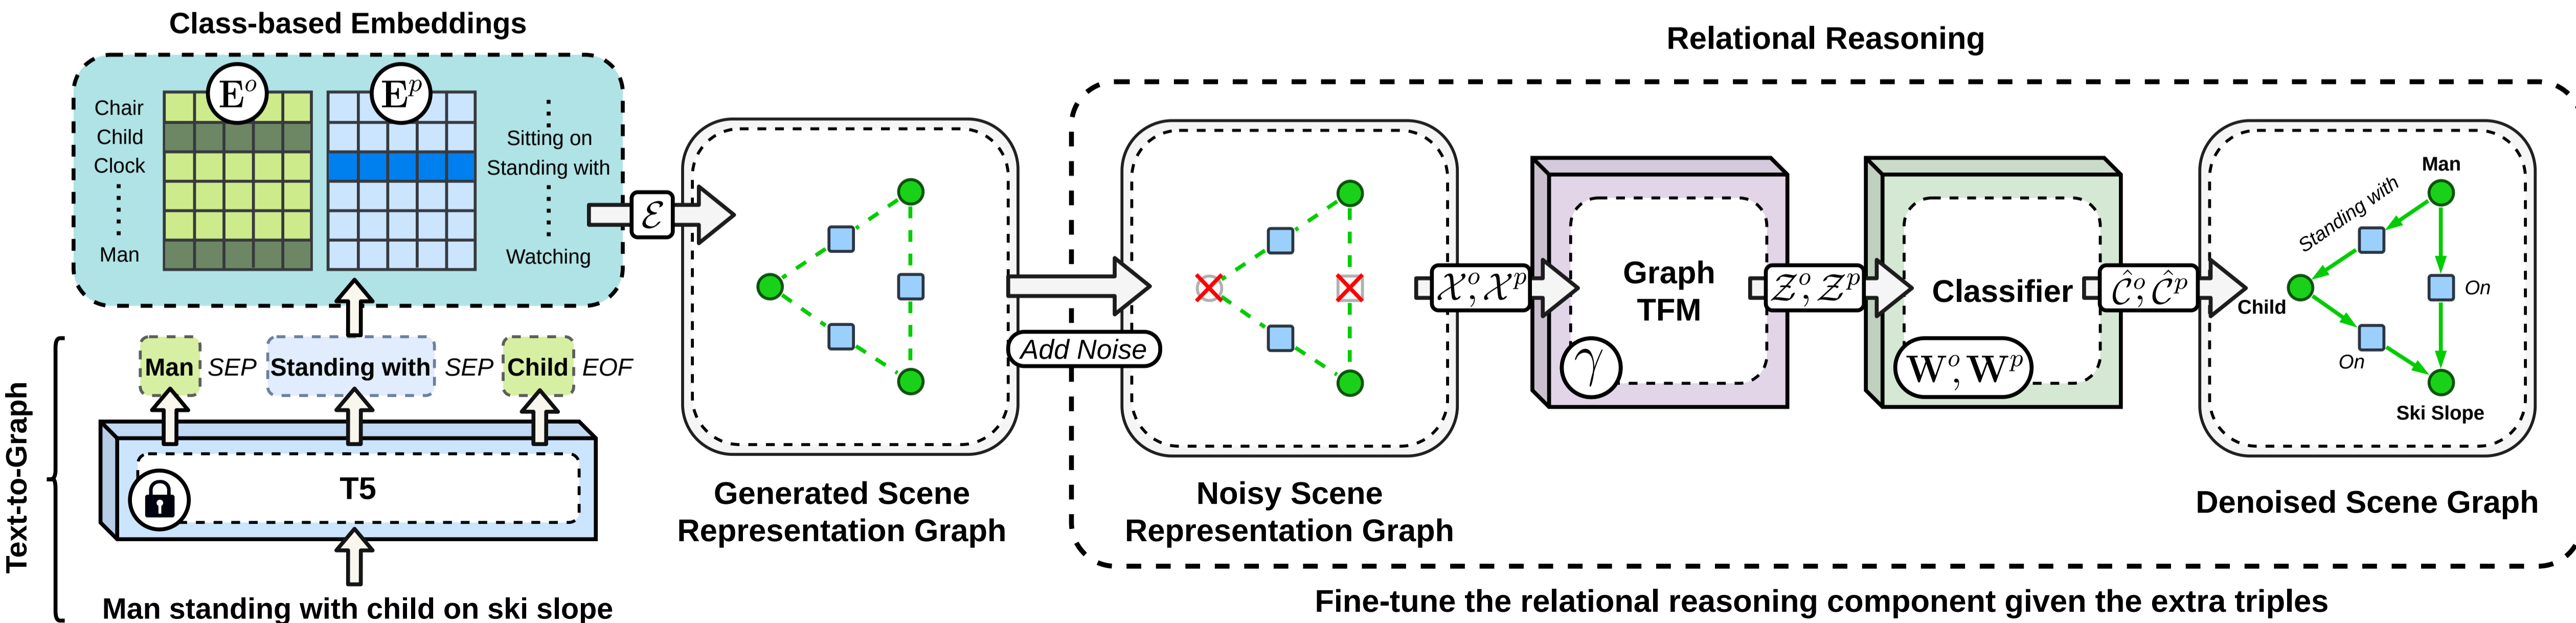 Class-based Embeddings
E^o
E^p
Chair
Child
Clock
Man
Sitting on
Standing with
Watching
ℰ
Man SEP Standing with SEP Child EOF
T5
Text-to-Graph
Man standing with child on ski slope
Generated Scene
Representation Graph
Add Noise
Relational Reasoning
Noisy Scene
Representation Graph
𝒳^o, 𝒳^p
Graph
TFM
γ
𝒵^o, 𝒵^p
Classifier
W^o, W^p
𝒞̂^o, 𝒞̂^p
Man
Standing with
Child
On
On
Ski Slope
Denoised Scene Graph
Fine-tune the relational reasoning component given the extra triples